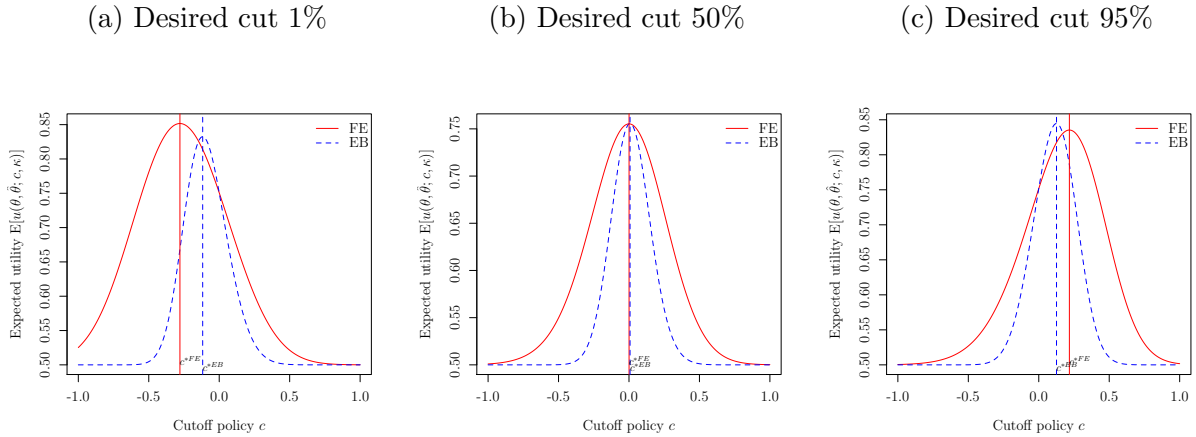 (a) Desired cut 1%
(b) Desired cut 50%
(c) Desired cut 95%
Expected utility E[u(θ, θ̂; c, κ)]
0.50 0.55 0.60 0.65 0.70 0.75 0.80 0.85
FE
EB
c*FE
c*EB
-1.0 -0.5 0.0 0.5 1.0
Cutoff policy c
Expected utility E[u(θ, θ̂; c, κ)]
0.50 0.55 0.60 0.65 0.70 0.75
FE
EB
c*FE
c*EB
-1.0 -0.5 0.0 0.5 1.0
Cutoff policy c
Expected utility E[u(θ, θ̂; c, κ)]
0.50 0.55 0.60 0.65 0.70 0.75 0.80 0.85
FE
EB
c*FE
c*EB
-1.0 -0.5 0.0 0.5 1.0
Cutoff policy c